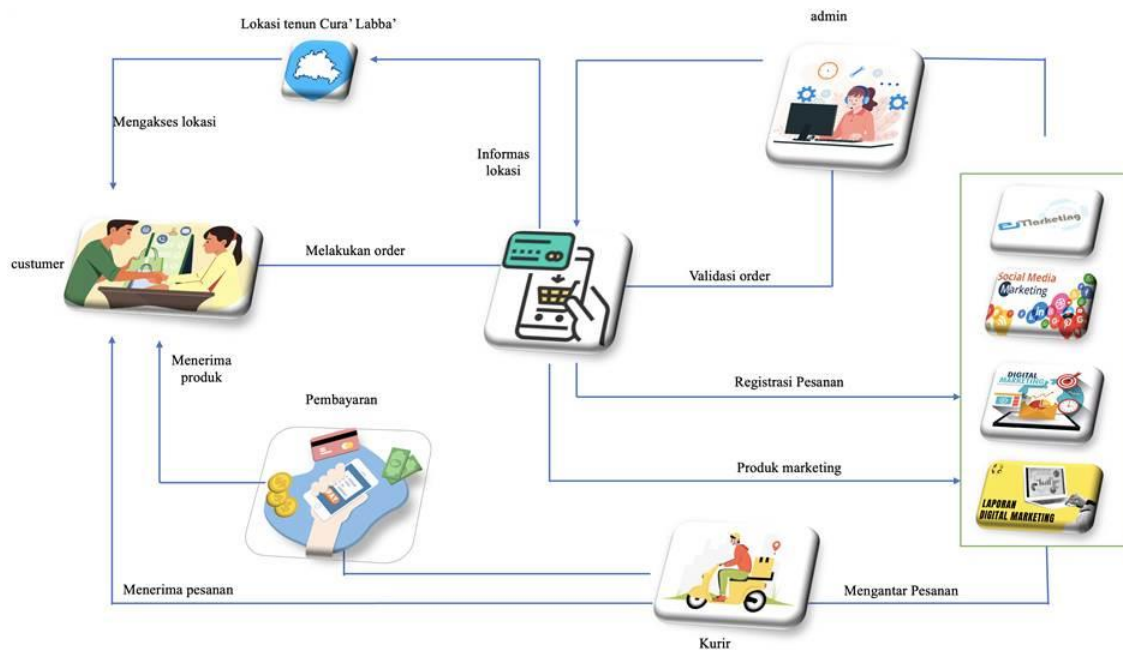 Lokasi tenun Cura’ Labba’
admin
Mengakses lokasi
Informas
lokasi
custumer
Melakukan order
Validasi order
Marketing
Social Media
Marketing
Menerima
produk
Registrasi Pesanan
DIGITAL
MARKETING
Pembayaran
Produk marketing
PAY
LAPORAN
DIGITAL MARKETING
Menerima pesanan
Mengantar Pesanan
Kurir